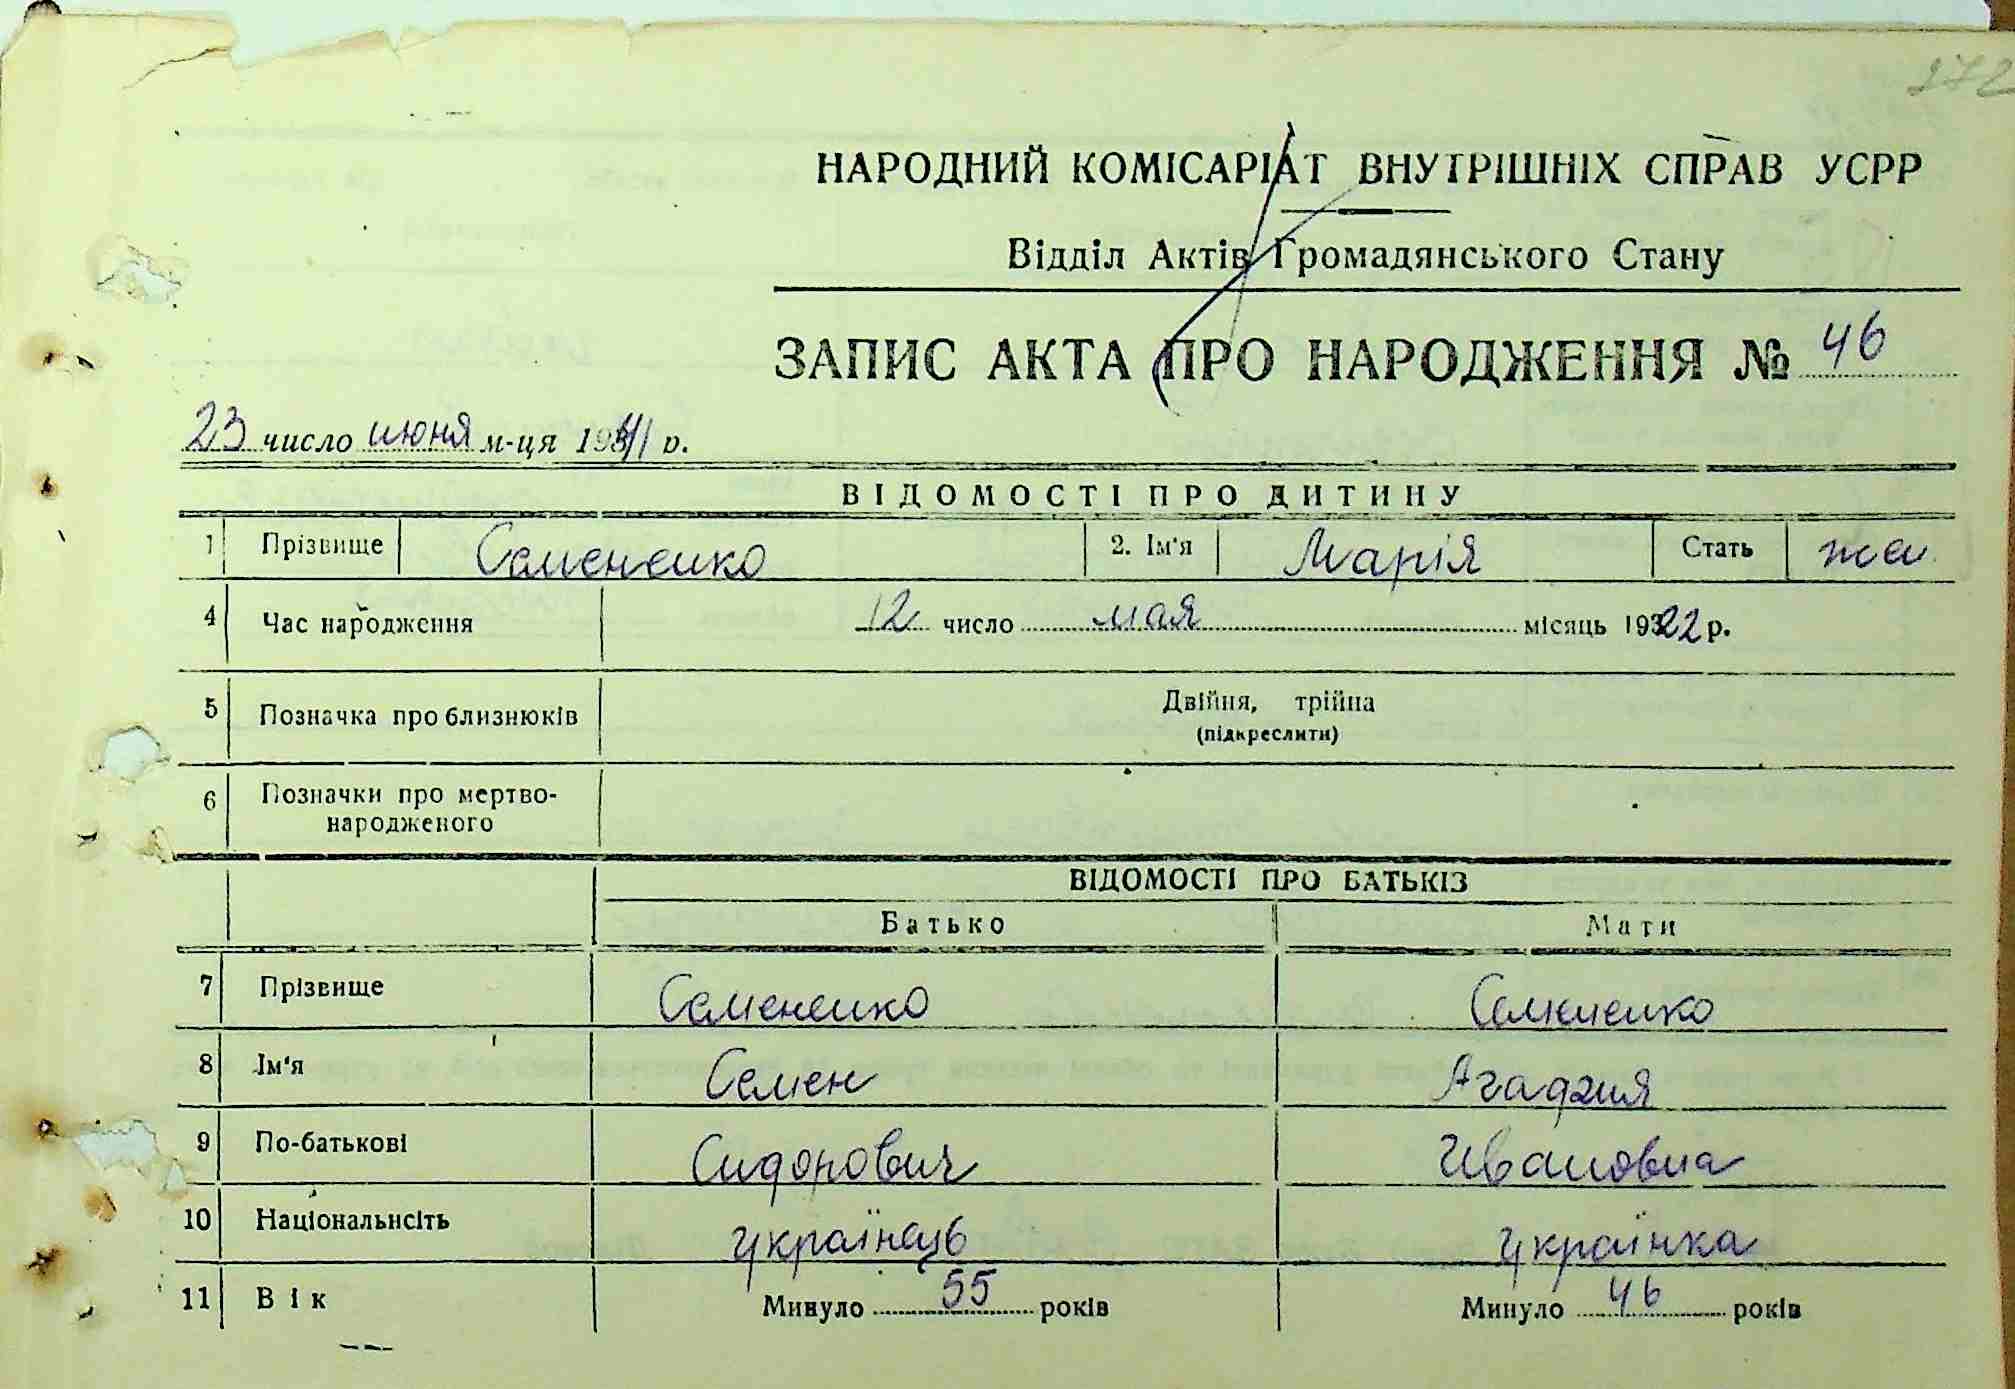 272
НАРОДНИЙ КОМІСАРІАТ ВНУТРІШНІХ СПРАВ УСРР
Відділ Актів Громадянського Стану
ЗАПИС АКТА ПРО НАРОДЖЕННЯ № 46
23 число июня м-ця 1941 р.
ВІДОМОСТІ ПРО ДИТИНУ
1 Прізвище Семененко 2. Ім'я Марія Стать жен
4 Час народження 12 число мая місяць 1922 р.
5 Позначка про близнюків Двійня, трійна
(підкреслити)
6 Позначки про мертво-
народженого
ВІДОМОСТІ ПРО БАТЬКІВ
Батько Мати
7 Прізвище Семененко Семененко
8 Ім'я Семен Агафия
9 По-батькові Сидорович Ивановна
10 Національнсіть українець українка
11 Вік Минуло 55 років Минуло 46 років